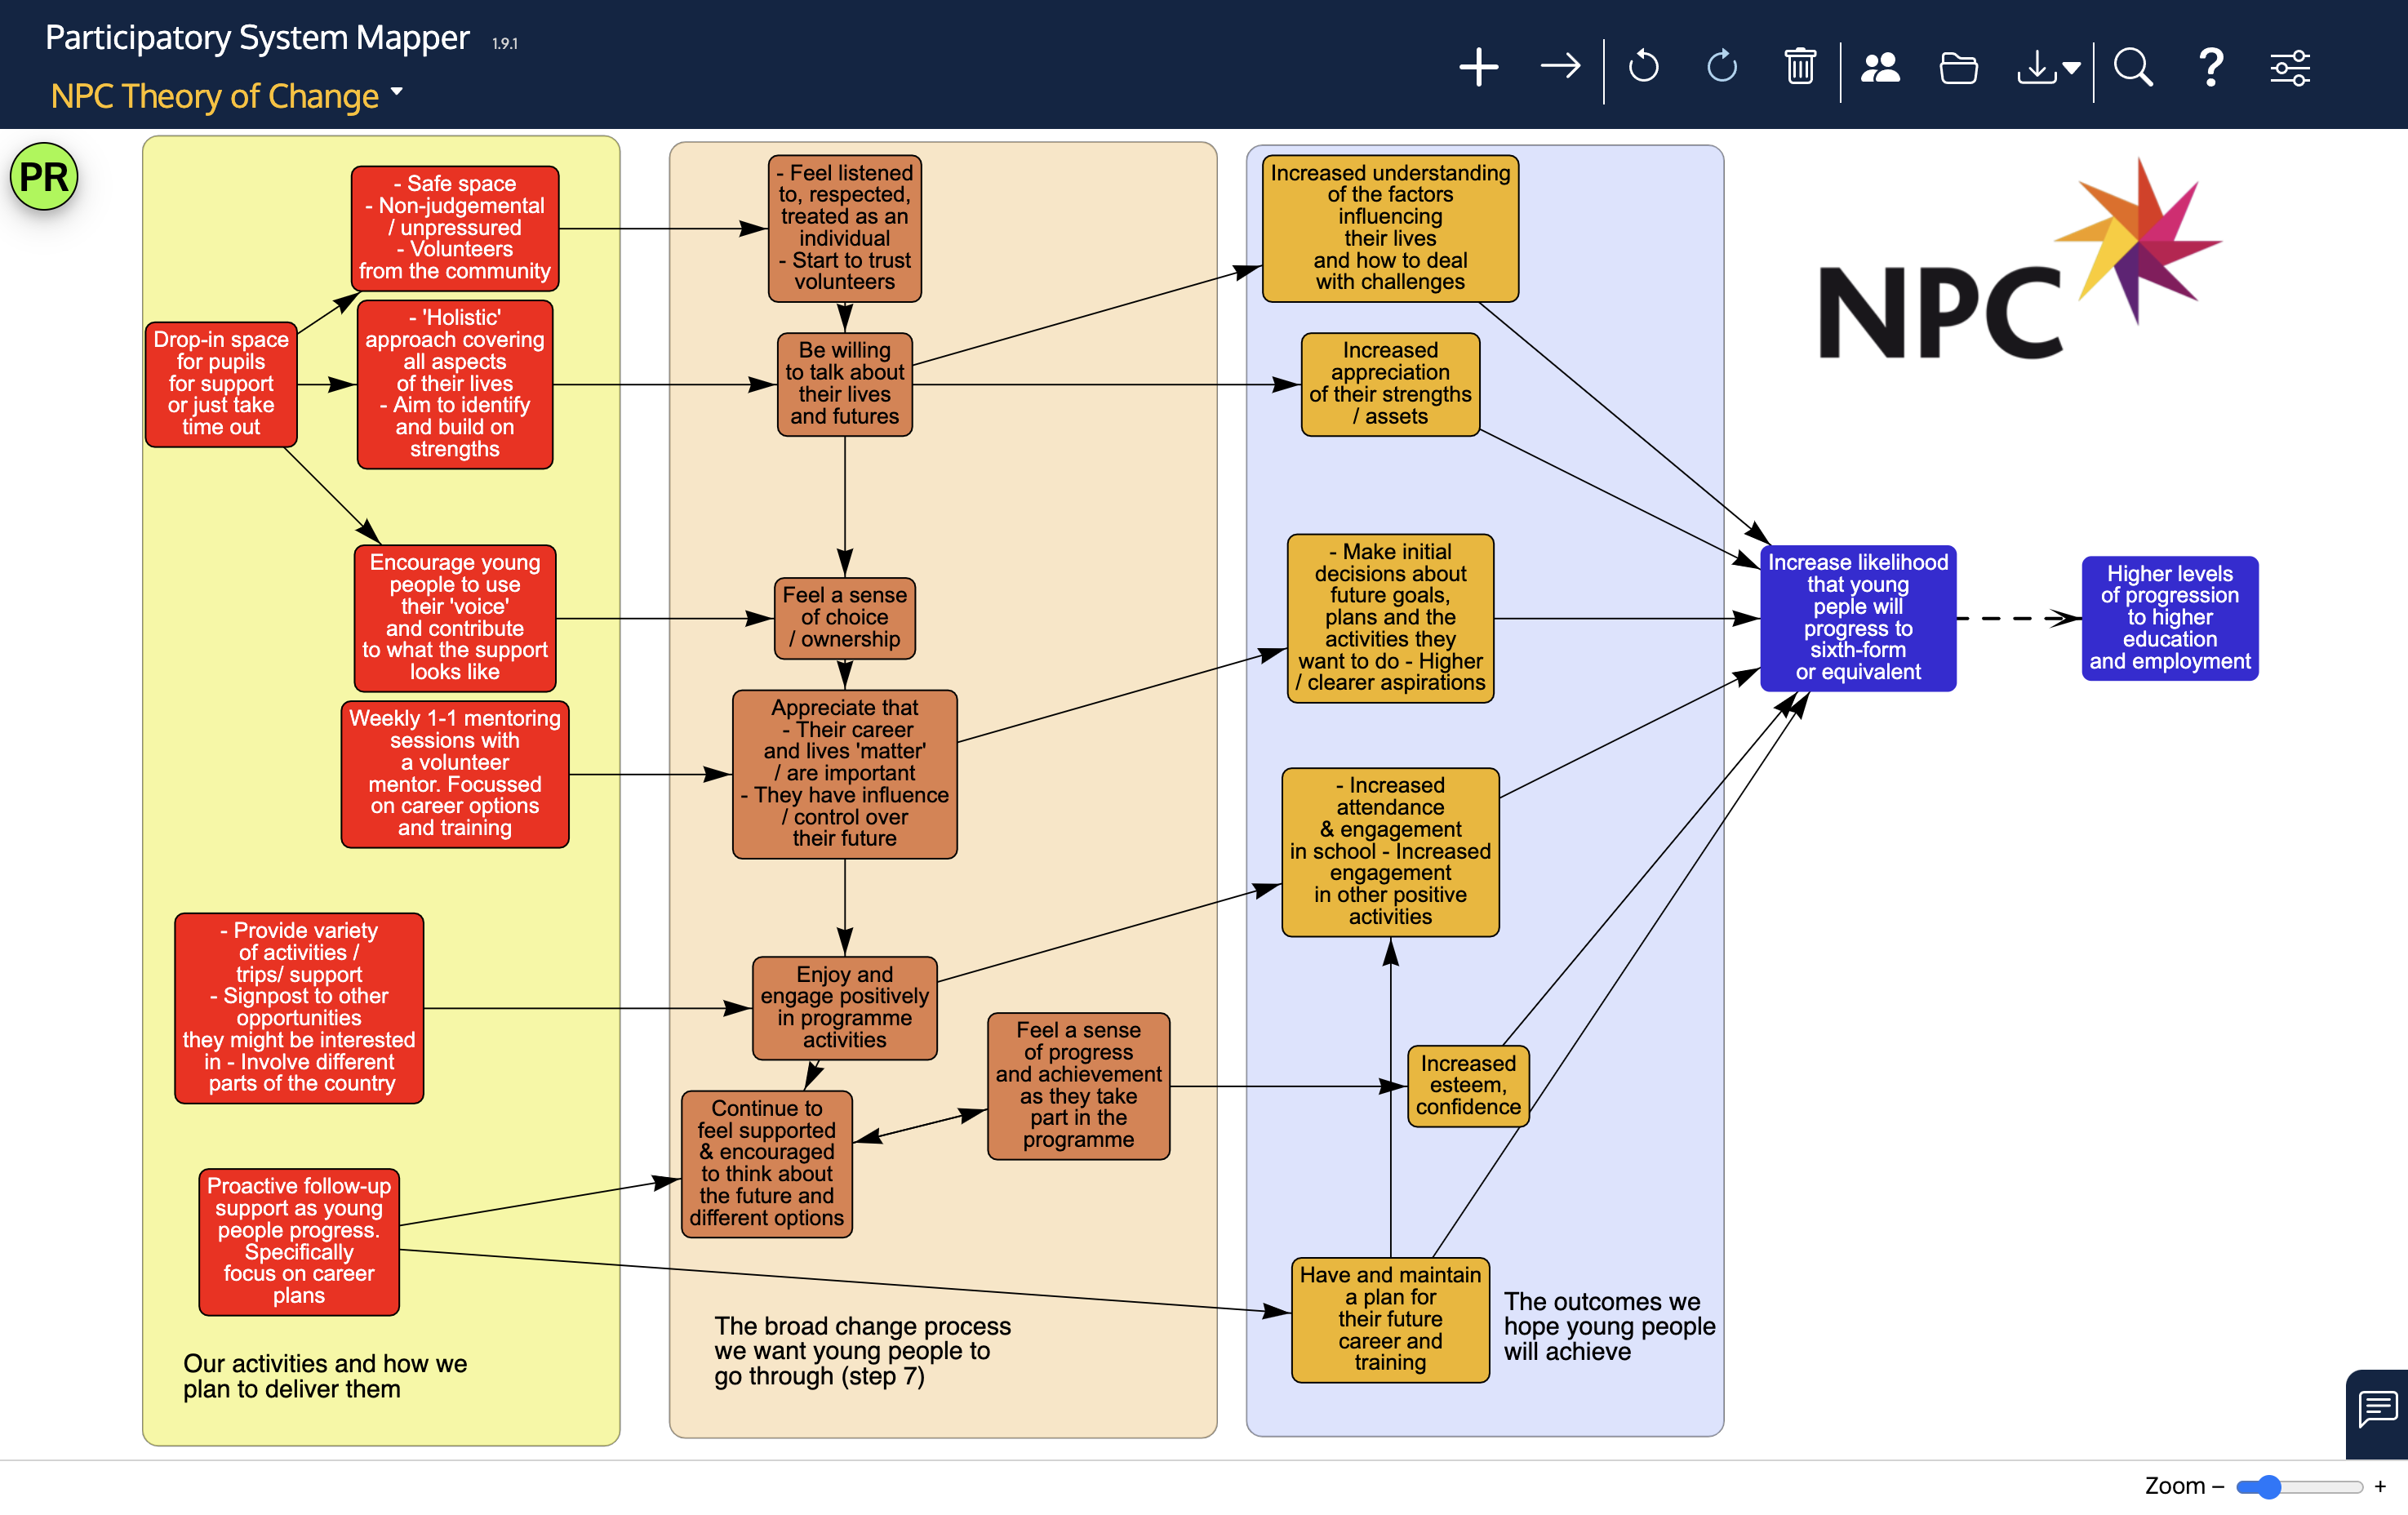 Participatory System Mapper 1.9.1
NPC Theory of Change
PR
- Safe space
- Non-judgemental
/ unpressured
- Volunteers
from the community
Drop-in space
for pupils
for support
or just take
time out
- 'Holistic'
approach covering
all aspects
of their lives
- Aim to identify
and build on
strengths
Encourage young
people to use
their 'voice'
and contribute
to what the support
looks like
Weekly 1-1 mentoring
sessions with
a volunteer
mentor. Focussed
on career options
and training
- Provide variety
of activities /
trips/ support
- Signpost to other
opportunities
they might be interested
in - Involve different
parts of the country
Proactive follow-up
support as young
people progress.
Specifically
focus on career
plans
Our activities and how we
plan to deliver them
- Feel listened
to, respected,
treated as an
individual
- Start to trust
volunteers
Be willing
to talk about
their lives
and futures
Feel a sense
of choice
/ ownership
Appreciate that
- Their career
and lives 'matter'
/ are important
- They have influence
/ control over
their future
Enjoy and
engage positively
in programme
activities
Feel a sense
of progress
and achievement
as they take
part in the
programme
Continue to
feel supported
& encouraged
to think about
the future and
different options
The broad change process
we want young people to
go through (step 7)
Increased understanding
of the factors
influencing
their lives
and how to deal
with challenges
Increased
appreciation
of their strengths
/ assets
- Make initial
decisions about
future goals,
plans and the
activities they
want to do - Higher
/ clearer aspirations
- Increased
attendance
& engagement
in school - Increased
engagement
in other positive
activities
Increased
esteem,
confidence
Have and maintain
a plan for
their future
career and
training
The outcomes we
hope young people
will achieve
NPC
Increase likelihood
that young
peple will
progress to
sixth-form
or equivalent
Higher levels
of progression
to higher
education
and employment
Zoom – +